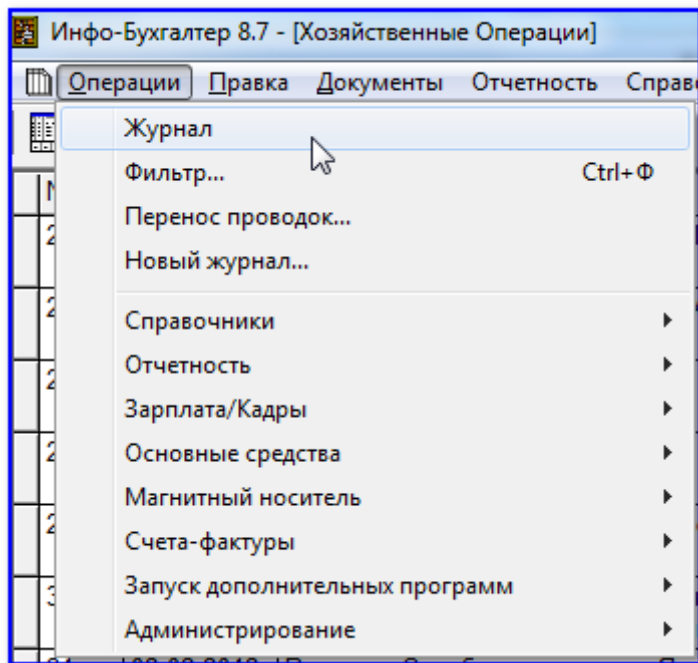 Инфо-Бухгалтер 8.7 - [Хозяйственные Операции]
Операции Правка Документы Отчетность
Журнал
Фильтр... Ctrl+Ф
Перенос проводок...
Новый журнал...
Справочники
Отчетность
Зарплата/Кадры
Основные средства
Магнитный носитель
Счета-фактуры
Запуск дополнительных программ
Администрирование